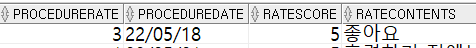 PROCEDURERATE PROCEDUREDATE RATESCORE RATECONTENTS
3 22/05/18 5 좋아요